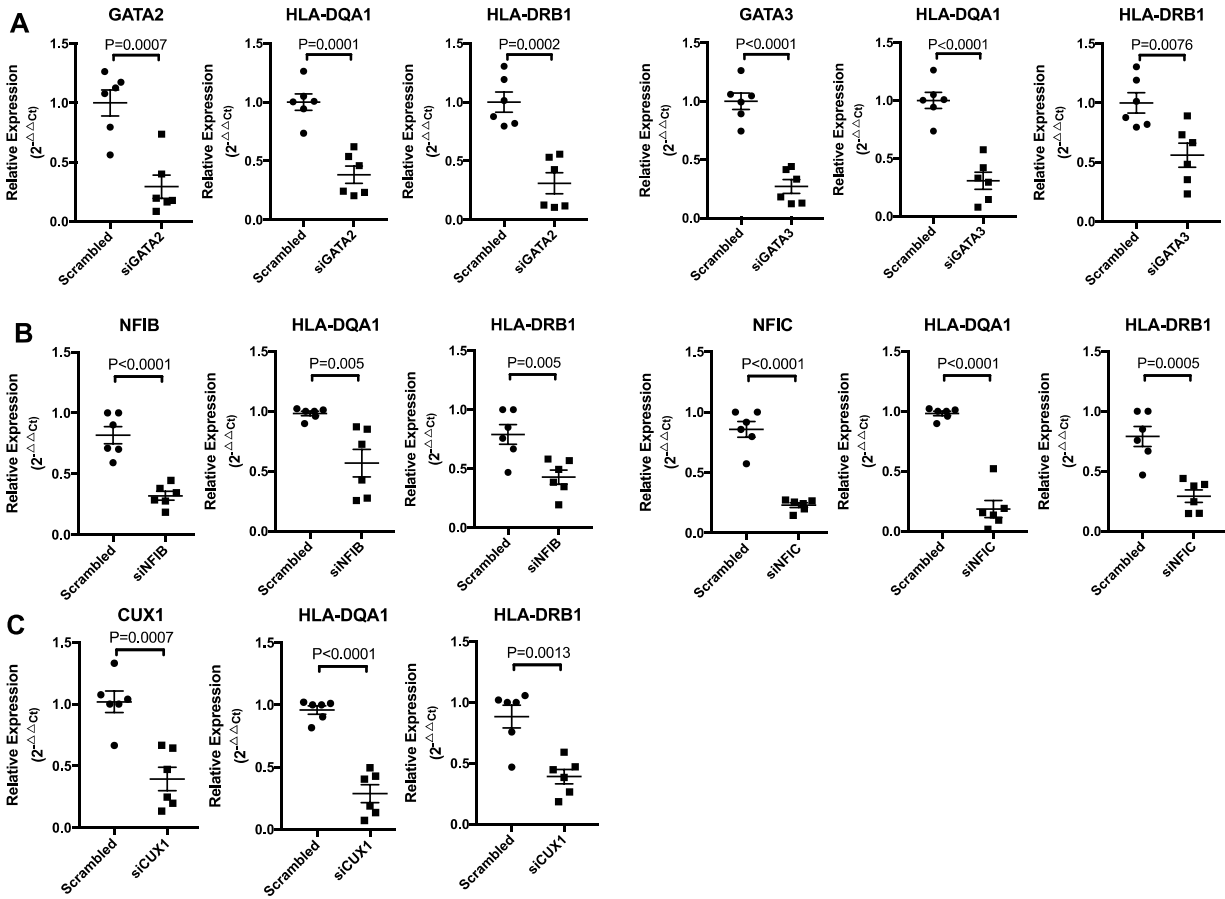 A
GATA2
P=0.0007
Relative Expression
(2-△△Ct)
1.5
1.0
0.5
0.0
Scrambled
siGATA2
HLA-DQA1
P=0.0001
Relative Expression
(2-△△Ct)
1.5
1.0
0.5
0.0
Scrambled
siGATA2
HLA-DRB1
P=0.0002
Relative Expression
(2-△△Ct)
1.5
1.0
0.5
0.0
Scrambled
siGATA2
GATA3
P<0.0001
Relative Expression
(2-△△Ct)
1.5
1.0
0.5
0.0
Scrambled
siGATA3
HLA-DQA1
P<0.0001
Relative Expression
(2-△△Ct)
1.5
1.0
0.5
0.0
Scrambled
siGATA3
HLA-DRB1
P=0.0076
Relative Expression
(2-△△Ct)
1.5
1.0
0.5
0.0
Scrambled
siGATA3
B
NFIB
P<0.0001
Relative Expression
(2-△△Ct)
1.5
1.0
0.5
0.0
Scrambled
siNFIB
HLA-DQA1
P=0.005
Relative Expression
(2-△△Ct)
1.5
1.0
0.5
0.0
Scrambled
siNFIB
HLA-DRB1
P=0.005
Relative Expression
(2-△△Ct)
1.5
1.0
0.5
0.0
Scrambled
siNFIB
NFIC
P<0.0001
Relative Expression
(2-△△Ct)
1.5
1.0
0.5
0.0
Scrambled
siNFIC
HLA-DQA1
P<0.0001
Relative Expression
(2-△△Ct)
1.5
1.0
0.5
0.0
Scrambled
siNFIC
HLA-DRB1
P=0.0005
Relative Expression
(2-△△Ct)
1.5
1.0
0.5
0.0
Scrambled
siNFIC
C
CUX1
P=0.0007
Relative Expression
(2-△△Ct)
1.5
1.0
0.5
0.0
Scrambled
siCUX1
HLA-DQA1
P<0.0001
Relative Expression
(2-△△Ct)
1.5
1.0
0.5
0.0
Scrambled
siCUX1
HLA-DRB1
P=0.0013
Relative Expression
(2-△△Ct)
1.5
1.0
0.5
0.0
Scrambled
siCUX1